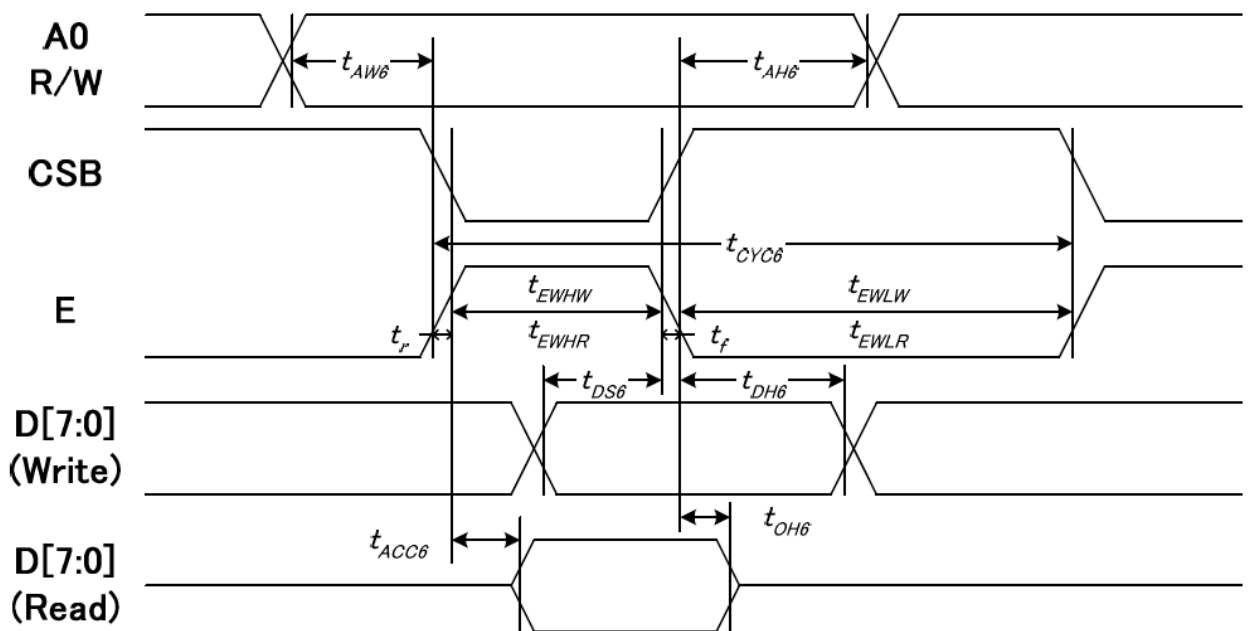 A0
R/W
t_AW6
t_AH6
CSB
t_CYC6
E
t_EWHW
t_EWLW
t_r
t_EWHR
t_f
t_EWLR
t_DS6
t_DH6
D[7:0]
(Write)
t_OH6
t_ACC6
D[7:0]
(Read)